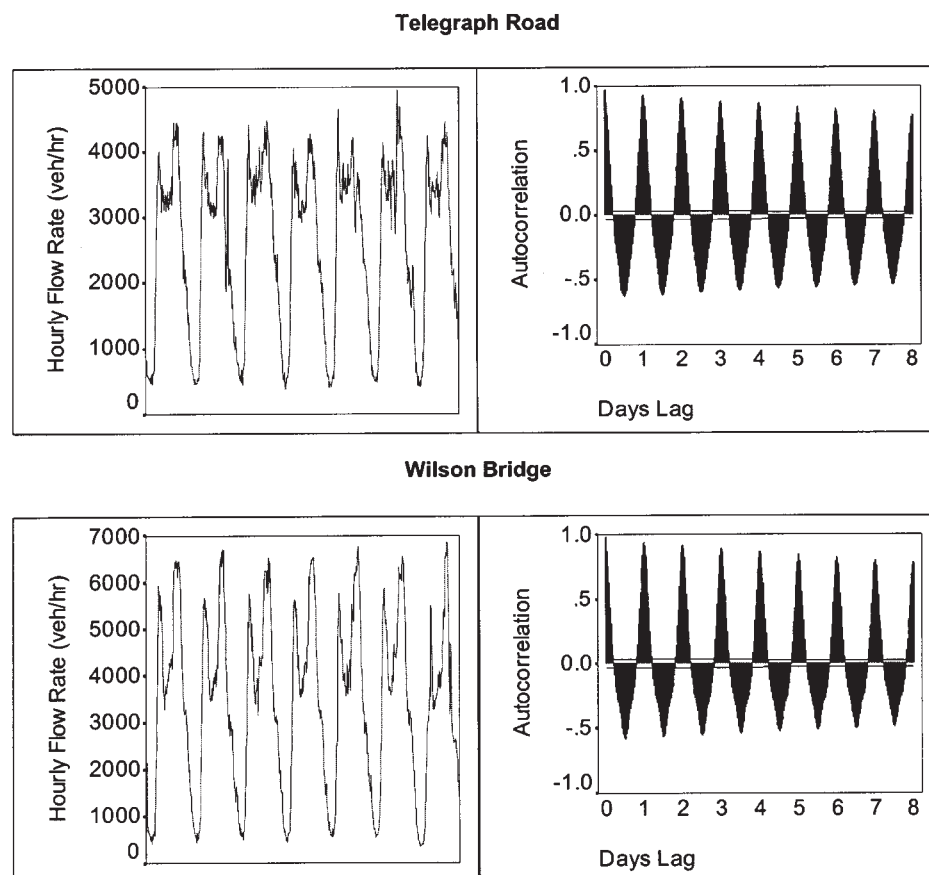 Telegraph Road
Hourly Flow Rate (veh/hr)
5000
4000
3000
2000
1000
0
Autocorrelation
1.0
.5
0.0
-.5
-1.0
0 1 2 3 4 5 6 7 8
Days Lag
Wilson Bridge
Hourly Flow Rate (veh/hr)
7000
6000
5000
4000
3000
2000
1000
0
Autocorrelation
1.0
.5
0.0
-.5
-1.0
0 1 2 3 4 5 6 7 8
Days Lag